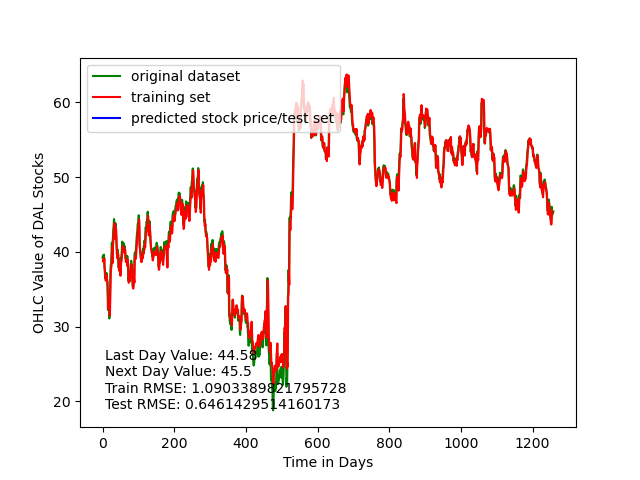 original dataset
training set
predicted stock price/test set
OHLC Value of DAL Stocks
60
50
40
30
20
Last Day Value: 44.58
Next Day Value: 45.5
Train RMSE: 1.0903389821795728
Test RMSE: 0.6461429514160173
0 200 400 600 800 1000 1200
Time in Days